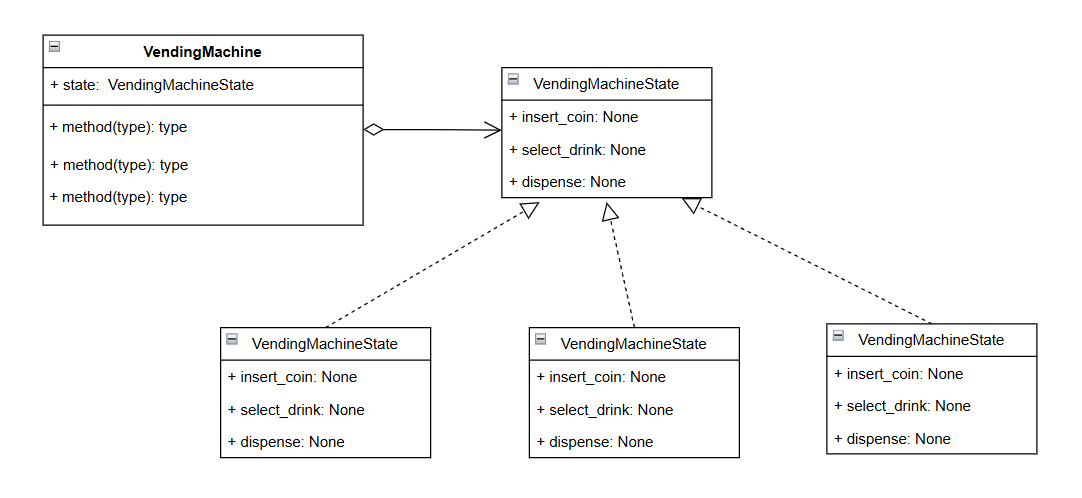 VendingMachine
+ state: VendingMachineState
+ method(type): type
+ method(type): type
+ method(type): type
VendingMachineState
+ insert_coin: None
+ select_drink: None
+ dispense: None
VendingMachineState
+ insert_coin: None
+ select_drink: None
+ dispense: None
VendingMachineState
+ insert_coin: None
+ select_drink: None
+ dispense: None
VendingMachineState
+ insert_coin: None
+ select_drink: None
+ dispense: None